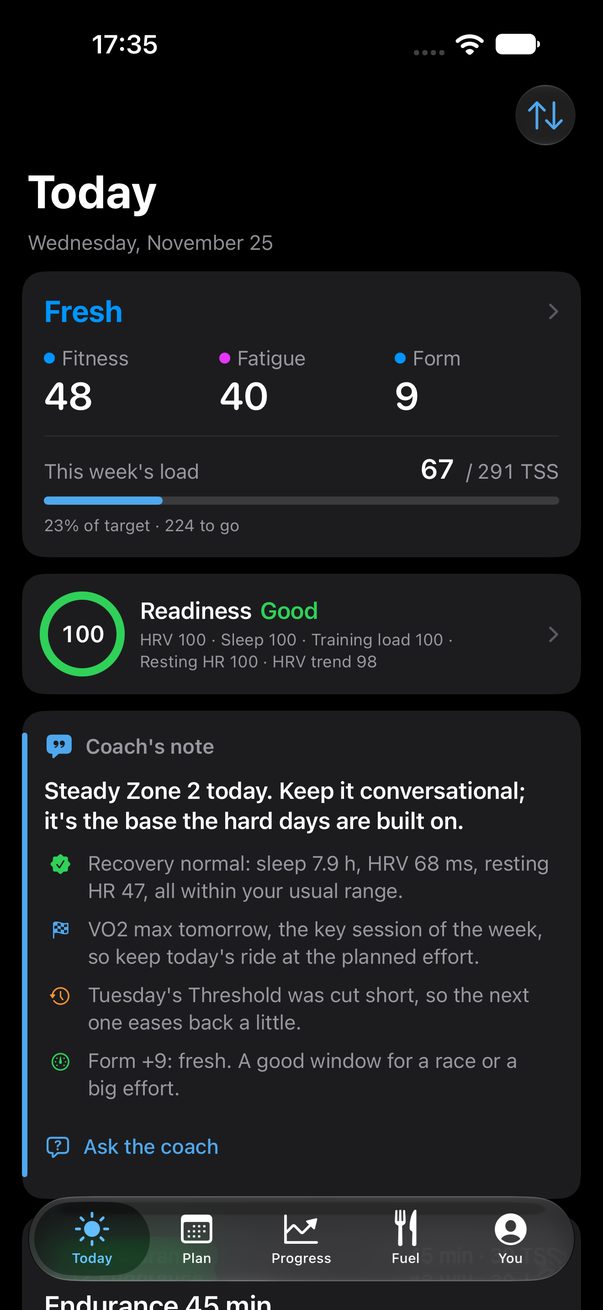 17:35
Today
Wednesday, November 25
Fresh
Fitness Fatigue Form
48 40 9
This week's load 67 / 291 TSS
23% of target · 224 to go
100
Readiness Good
HRV 100 · Sleep 100 · Training load 100 ·
Resting HR 100 · HRV trend 98
Coach's note
Steady Zone 2 today. Keep it conversational;
it's the base the hard days are built on.
Recovery normal: sleep 7.9 h, HRV 68 ms, resting
HR 47, all within your usual range.
VO2 max tomorrow, the key session of the week,
so keep today's ride at the planned effort.
Tuesday's Threshold was cut short, so the next
one eases back a little.
Form +9: fresh. A good window for a race or a
big effort.
Ask the coach
Today Plan Progress Fuel You
Endurance 45 min